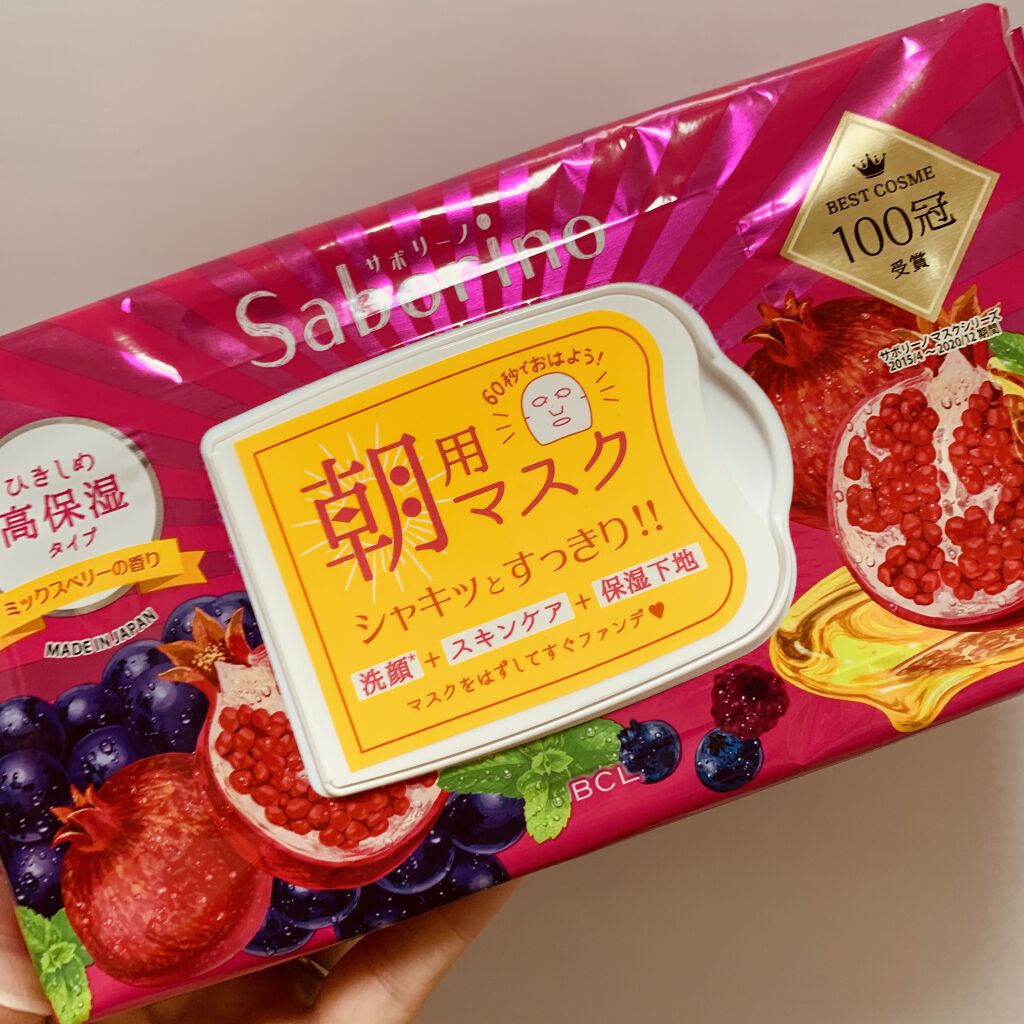 サボリーノ
Saborino
BEST COSME
100冠
受賞
サボリーノマスクシリーズ
2015/4~2020/12 期間
60秒でおはよう!
朝用
マスク
シャキッとすっきり!!
洗顔*+スキンケア+保湿下地
マスクをはずしてすぐファンデ♥
ひきしめ
高保湿
タイプ
ミックスベリーの香り
MADE IN JAPAN
BCL